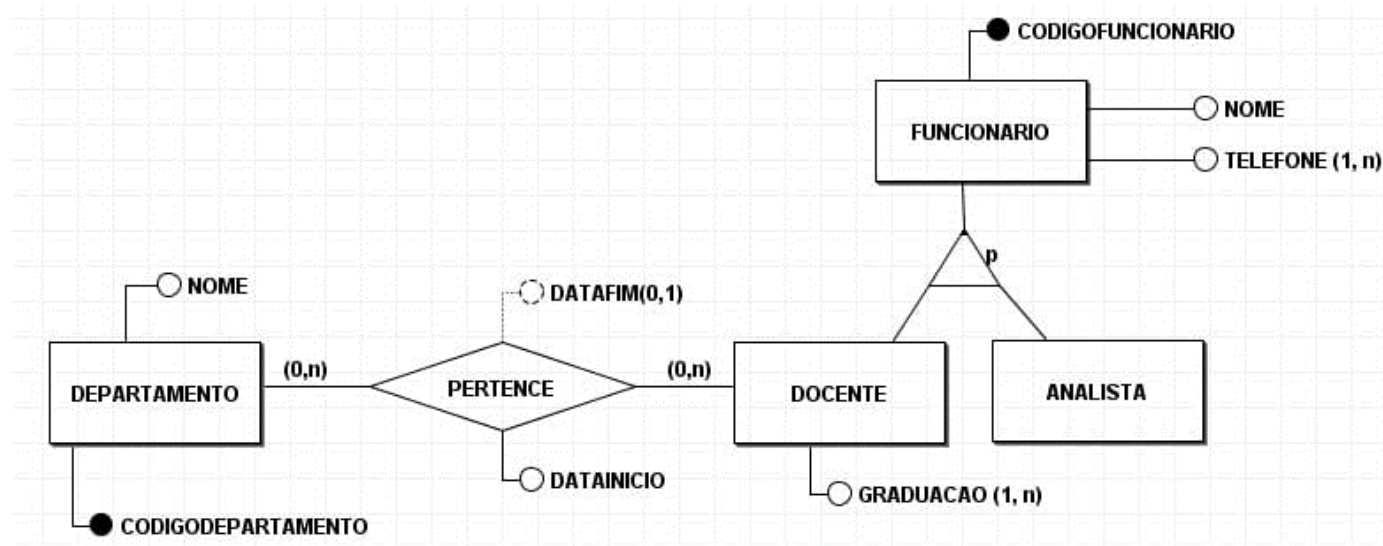 CODIGOFUNCIONARIO
NOME
FUNCIONARIO
TELEFONE (1, n)
p
NOME
DATAFIM(0,1)
(0,n)
(0,n)
DEPARTAMENTO
PERTENCE
DOCENTE
ANALISTA
DATAINICIO
GRADUACAO (1, n)
CODIGODEPARTAMENTO